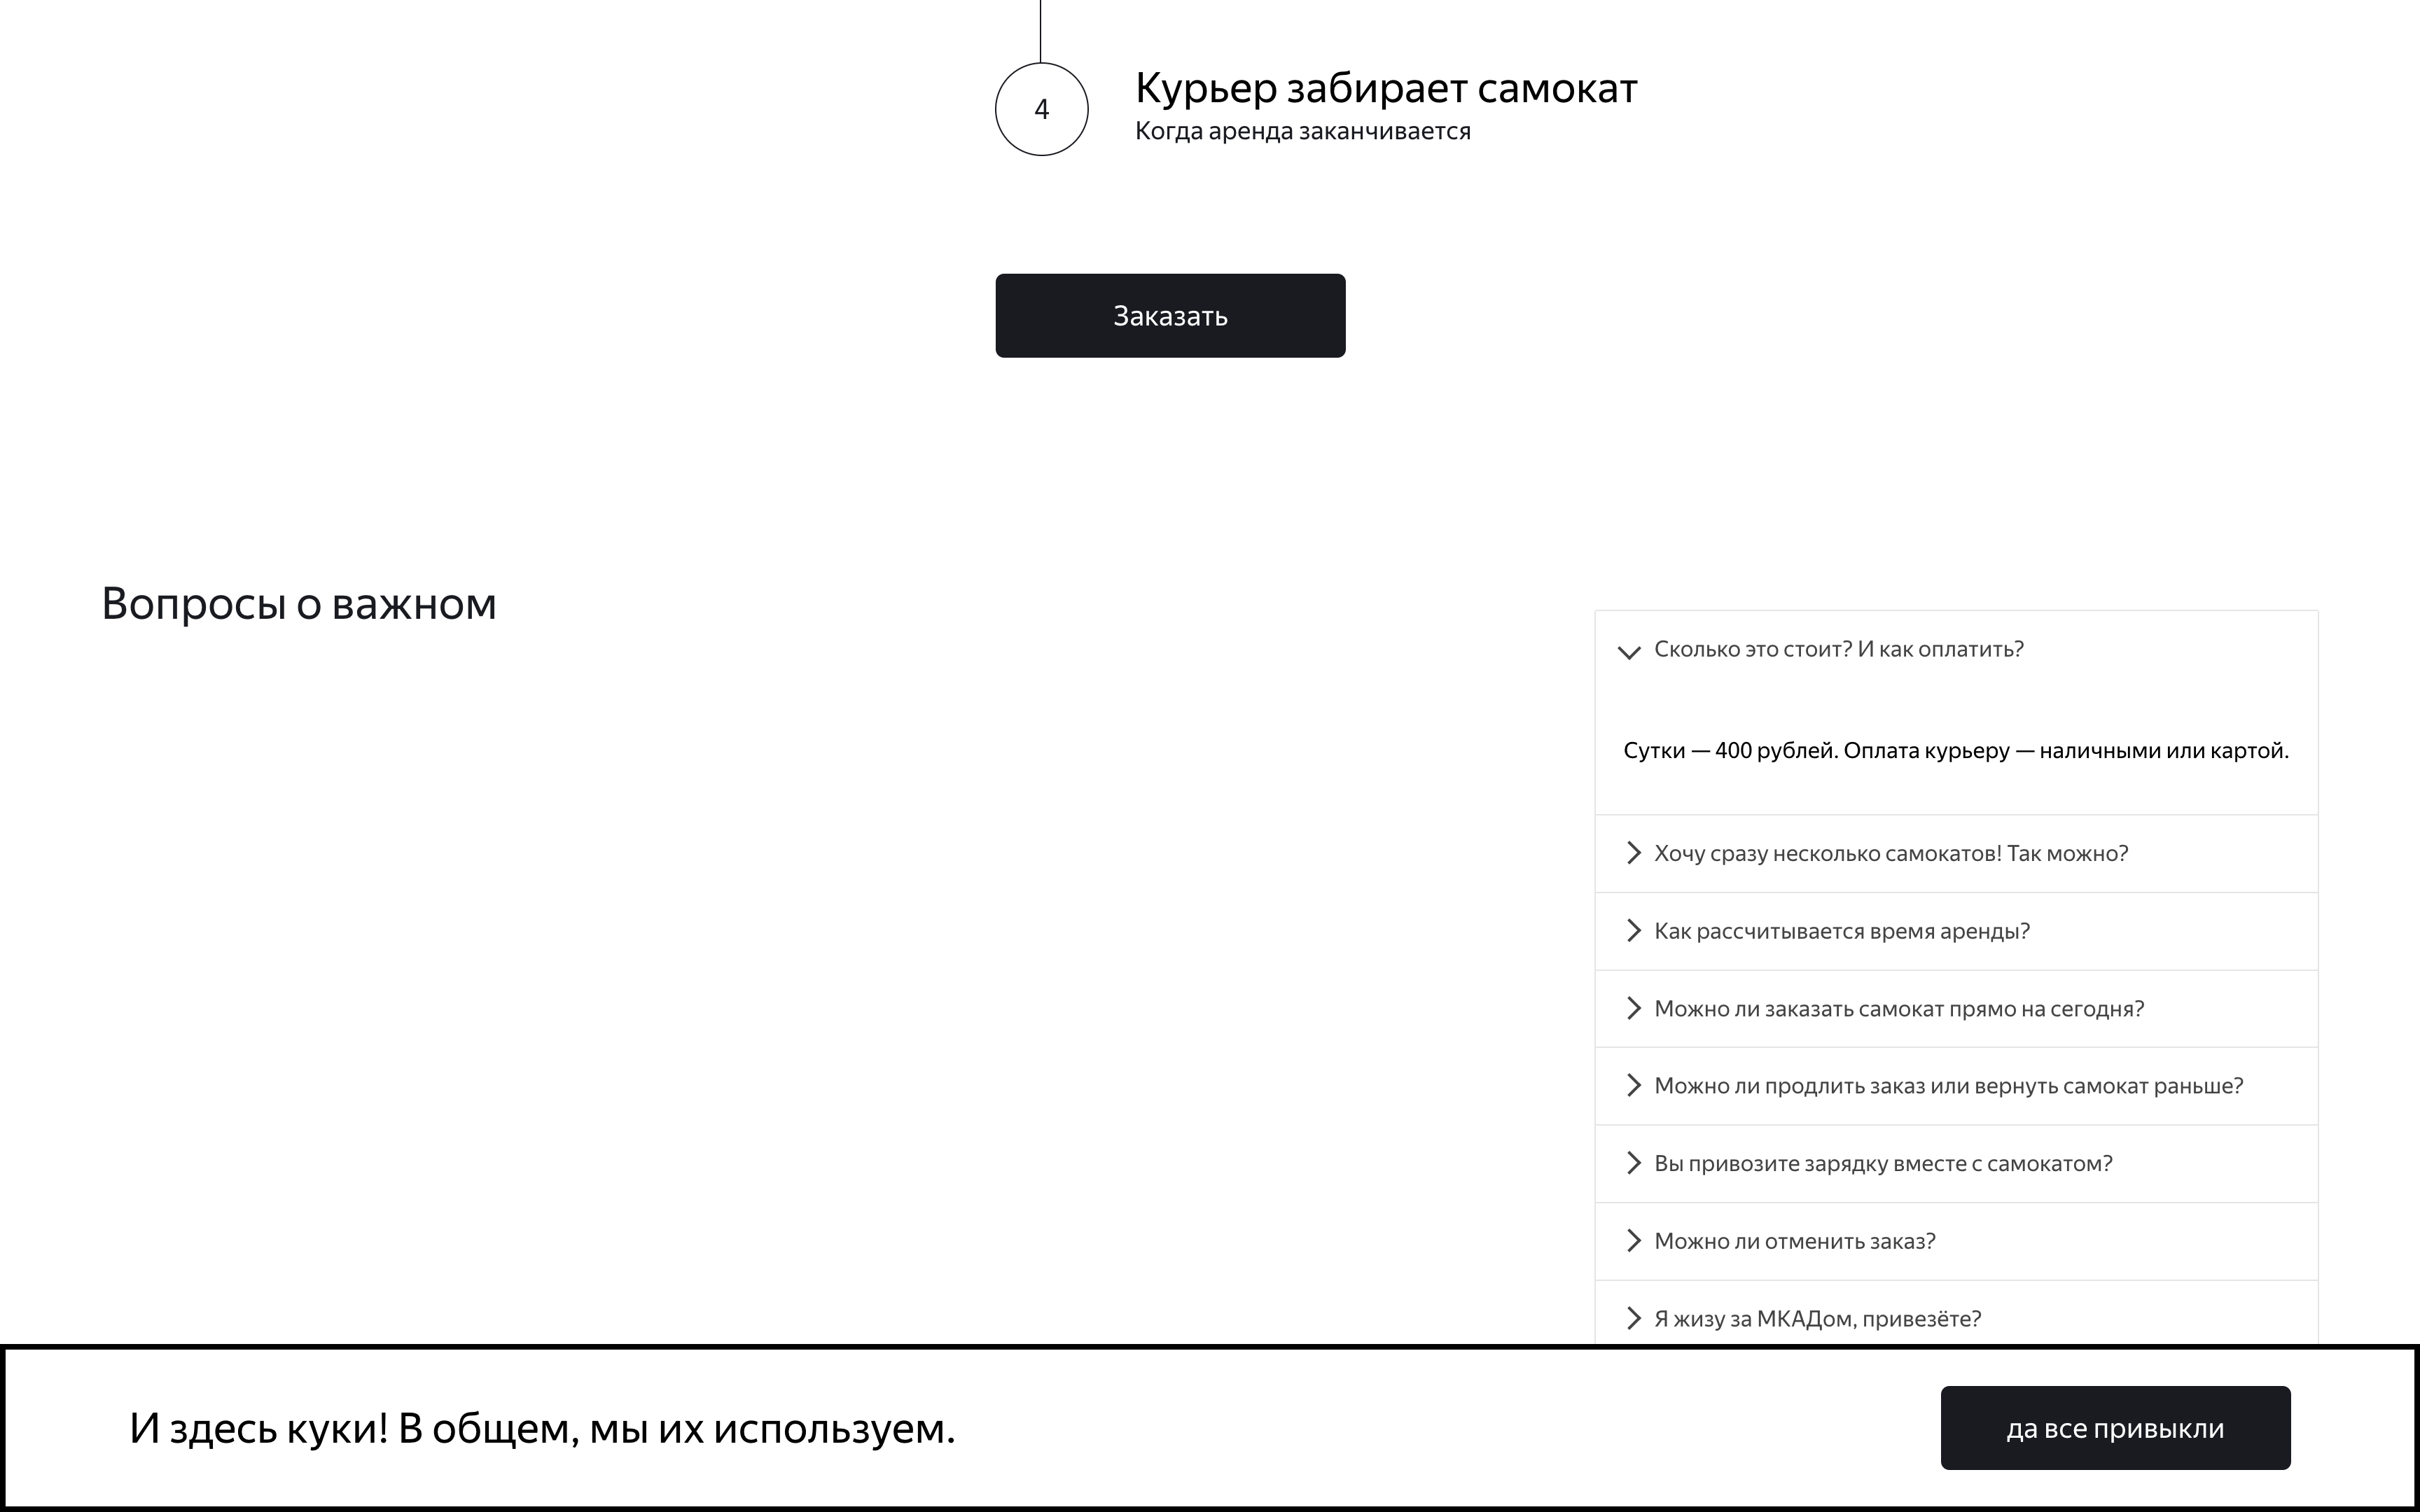 4
Курьер забирает самокат
Когда аренда заканчивается
Заказать
Вопросы о важном
Сколько это стоит? И как оплатить?
Сутки — 400 рублей. Оплата курьеру — наличными или картой.
Хочу сразу несколько самокатов! Так можно?
Как рассчитывается время аренды?
Можно ли заказать самокат прямо на сегодня?
Можно ли продлить заказ или вернуть самокат раньше?
Вы привозите зарядку вместе с самокатом?
Можно ли отменить заказ?
Я жизу за МКАДом, привезёте?
И здесь куки! В общем, мы их используем.
да все привыкли